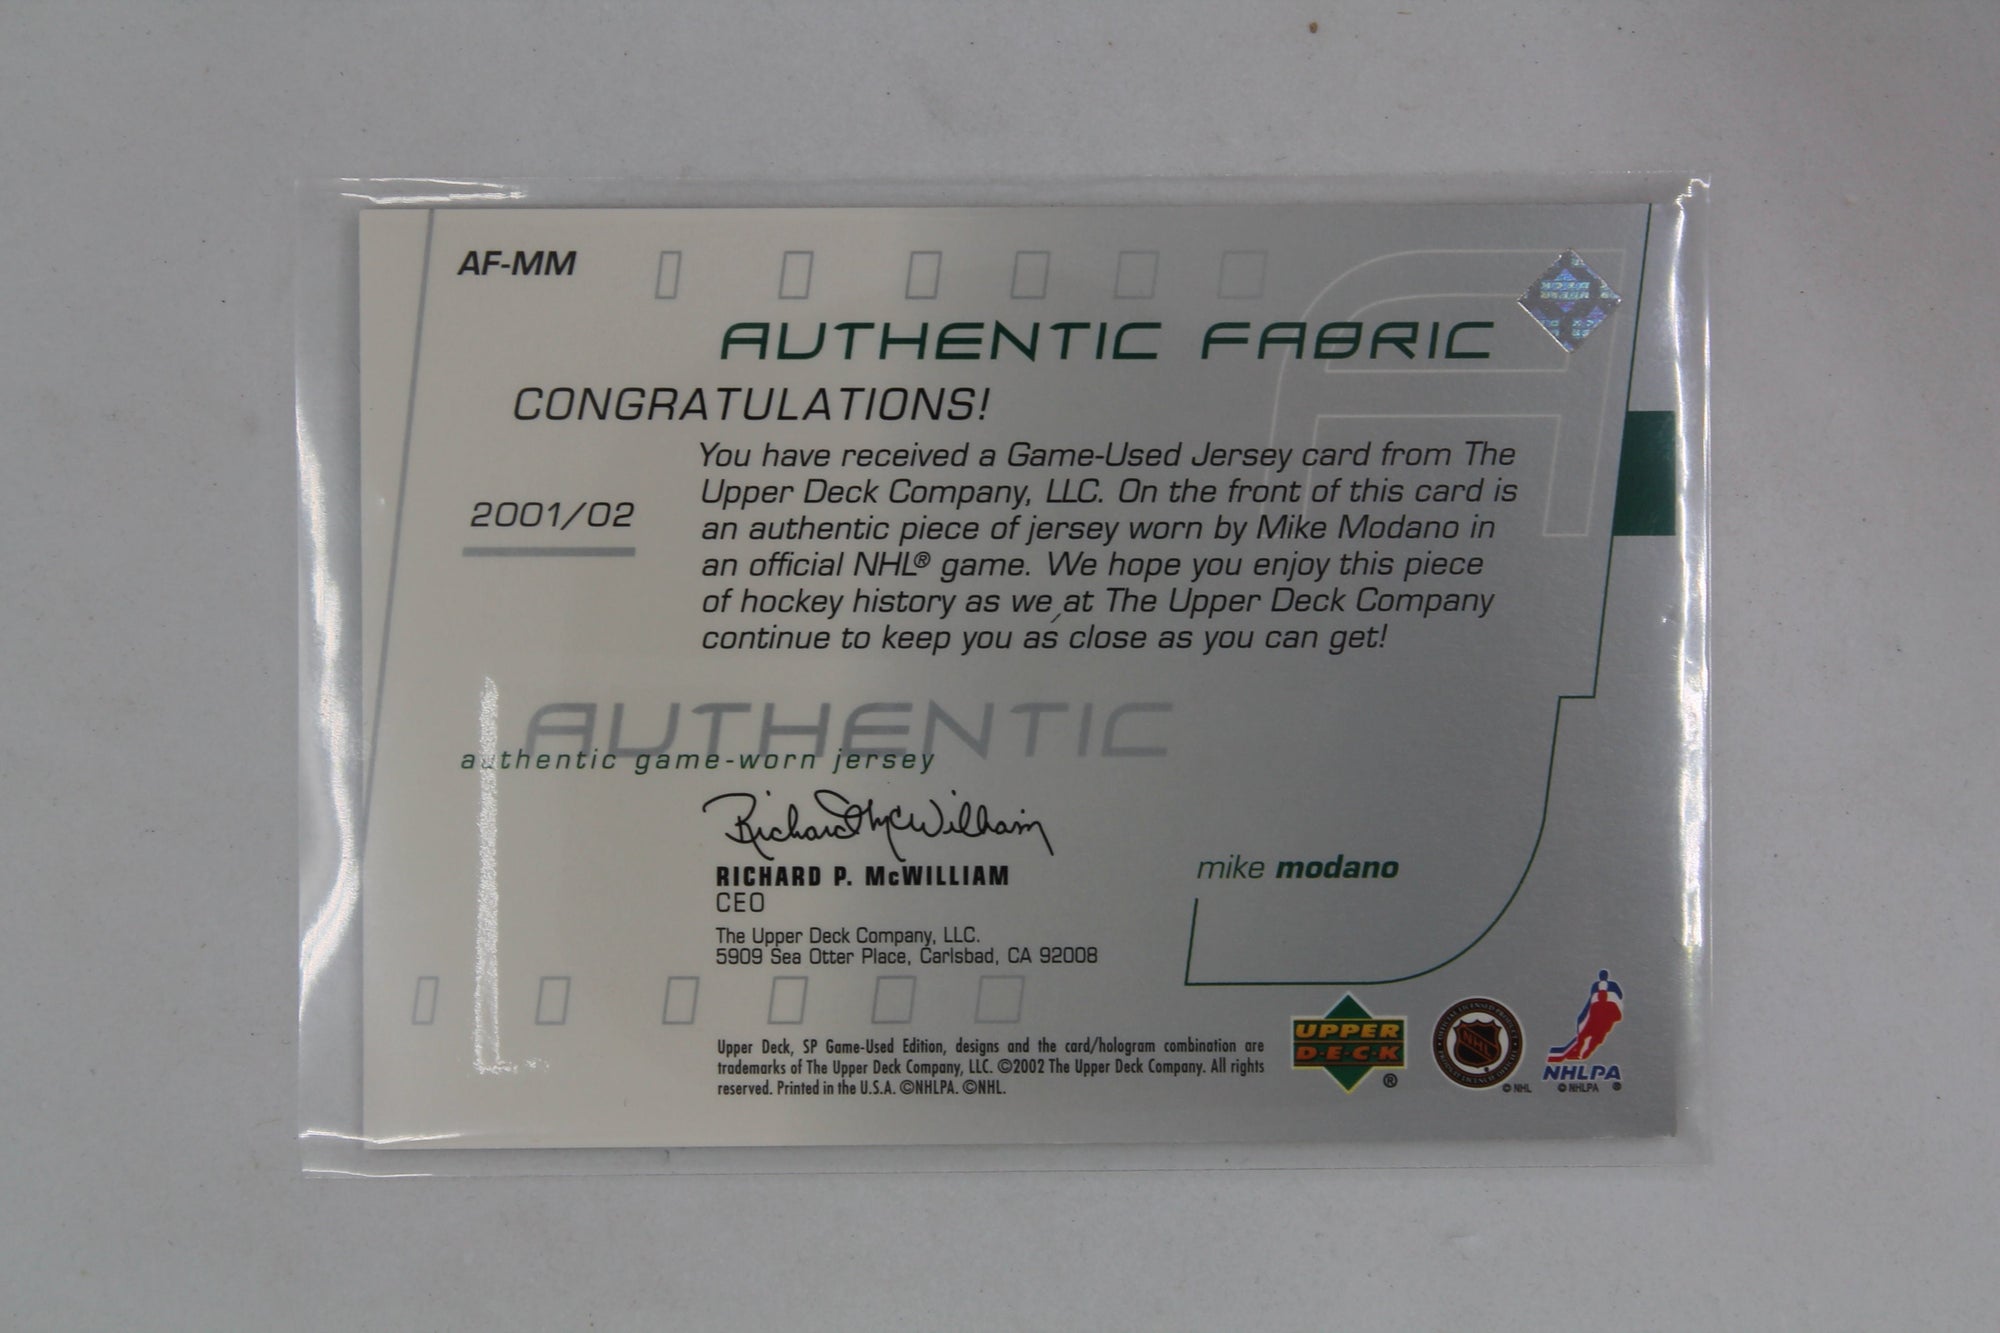 AF-MM
AUTHENTIC FABRIC
CONGRATULATIONS!
You have received a Game-Used Jersey card from The
Upper Deck Company, LLC. On the front of this card is
an authentic piece of jersey worn by Mike Modano in
an official NHL® game. We hope you enjoy this piece
of hockey history as we at The Upper Deck Company
continue to keep you as close as you can get!
2001/02
AUTHENTIC
authentic game-worn jersey
Richard McWilliam
RICHARD P. McWILLIAM
CEO
The Upper Deck Company, LLC.
5909 Sea Otter Place, Carlsbad, CA 92008
mike modano
Upper Deck, SP Game-Used Edition, designs and the card/hologram combination are
trademarks of The Upper Deck Company, LLC. ©2002 The Upper Deck Company. All rights
reserved. Printed in the U.S.A. ©NHLPA. ©NHL.
UPPER
D·E·C·K
®
NHL
© NHL
NHLPA
© NHLPA ®